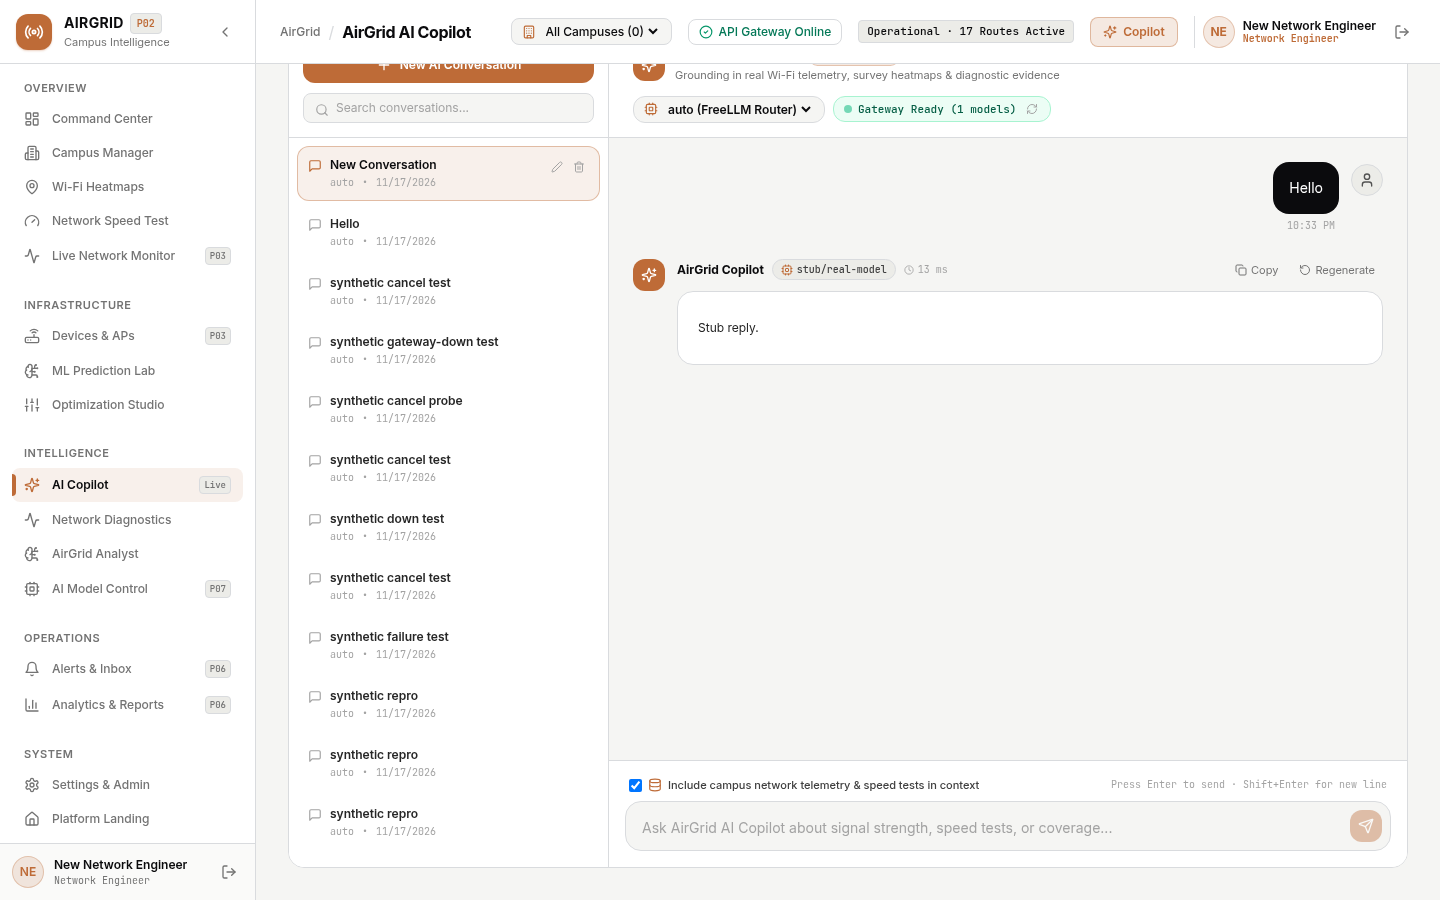 AIRGRID P02
Campus Intelligence
AirGrid / AirGrid AI Copilot
All Campuses (0)
API Gateway Online
Operational · 17 Routes Active
Copilot
NE
New Network Engineer
Network Engineer
OVERVIEW
Command Center
Campus Manager
Wi-Fi Heatmaps
Network Speed Test
Live Network Monitor P03
INFRASTRUCTURE
Devices & APs P03
ML Prediction Lab
Optimization Studio
INTELLIGENCE
AI Copilot Live
Network Diagnostics
AirGrid Analyst
AI Model Control P07
OPERATIONS
Alerts & Inbox P06
Analytics & Reports P06
SYSTEM
Settings & Admin
Platform Landing
NE
New Network Engineer
Network Engineer
New AI Conversation
Search conversations...
New Conversation
auto • 11/17/2026
Hello
auto • 11/17/2026
synthetic cancel test
auto • 11/17/2026
synthetic gateway-down test
auto • 11/17/2026
synthetic cancel probe
auto • 11/17/2026
synthetic cancel test
auto • 11/17/2026
synthetic down test
auto • 11/17/2026
synthetic cancel test
auto • 11/17/2026
synthetic failure test
auto • 11/17/2026
synthetic repro
auto • 11/17/2026
synthetic repro
auto • 11/17/2026
synthetic repro
auto • 11/17/2026
Grounding in real Wi-Fi telemetry, survey heatmaps & diagnostic evidence
auto (FreeLLM Router)
Gateway Ready (1 models)
Hello
10:33 PM
AirGrid Copilot stub/real-model 13 ms
Copy Regenerate
Stub reply.
Include campus network telemetry & speed tests in context
Press Enter to send · Shift+Enter for new line
Ask AirGrid AI Copilot about signal strength, speed tests, or coverage...